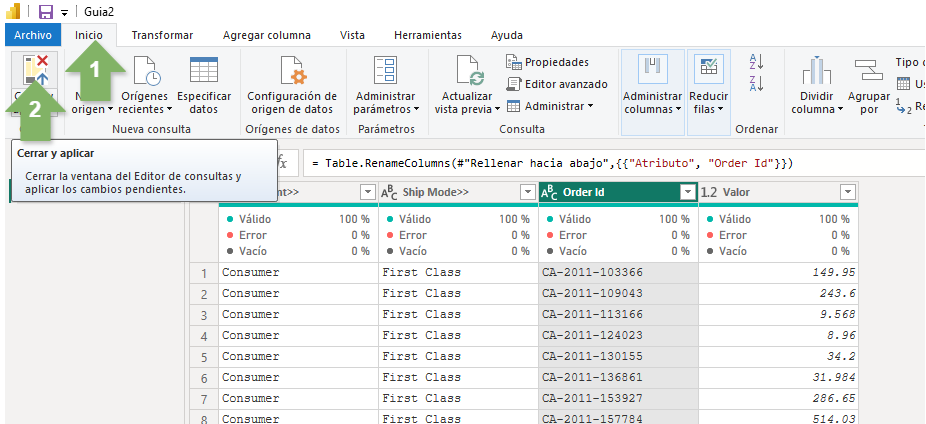 Guia2
Archivo Inicio Transformar Agregar columna Vista Herramientas Ayuda
1
2
Orígenes recientes
origen
Especificar datos
Nueva consulta
Configuración de origen de datos
Orígenes de datos
Administrar parámetros
Parámetros
Actualizar vista previa
Propiedades
Editor avanzado
Administrar
Consulta
Administrar columnas
Reducir filas
Ordenar
Dividir columna
Agrupar por
Tipo
Cerrar y aplicar
Cerrar la ventana del Editor de consultas y
aplicar los cambios pendientes.
= Table.RenameColumns(#"Rellenar hacia abajo",{{"Atributo", "Order Id"}})
Ship Mode>> Order Id 1.2 Valor
Válido 100 % Válido 100 % Válido 100 % Válido 100 %
Error 0 % Error 0 % Error 0 % Error 0 %
Vacío 0 % Vacío 0 % Vacío 0 % Vacío 0 %
1 Consumer First Class CA-2011-103366 149.95
2 Consumer First Class CA-2011-109043 243.6
3 Consumer First Class CA-2011-113166 9.568
4 Consumer First Class CA-2011-124023 8.96
5 Consumer First Class CA-2011-130155 34.2
6 Consumer First Class CA-2011-136861 31.984
7 Consumer First Class CA-2011-153927 286.65
8 Consumer First Class CA-2011-157784 514.03